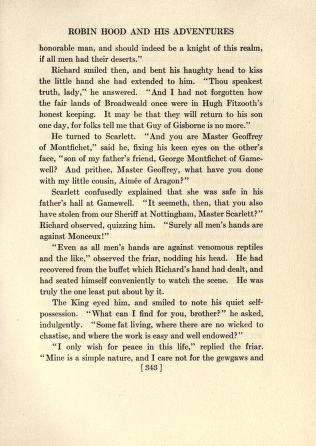 ROBIN HOOD AND HIS ADVENTURES
honorable man, and should indeed be a knight of this realm,
if all men had their deserts."
Richard smiled then, and bent his haughty head to kiss
the little hand she had extended to him. "Thou speakest
truth, lady," he answered. "And I had not forgotten how
the fair lands of Broadweald once were in Hugh Fitzooth's
honest keeping. It may be that they will return to his son
one day, for folks tell me that Guy of Gisborne is no more."
He turned to Scarlett. "And you are Master Geoffrey
of Montfichet," said he, fixing his keen eyes on the other's
face, "son of my father's friend, George Montfichet of Game-
well? And prithee, Master Geoffrey, what have you done
with my little cousin, Aimée of Aragon?"
Scarlett confusedly explained that she was safe in his
father's hall at Gamewell. "It seemeth, then, that you also
have stolen from our Sheriff at Nottingham, Master Scarlett?"
Richard observed, quizzing him. "Surely all men's hands are
against Monceux!"
"Even as all men's hands are against venomous reptiles
and the like," observed the friar, nodding his head. He had
recovered from the buffet which Richard's hand had dealt, and
had seated himself conveniently to watch the scene. He was
truly the least put about by it.
The King eyed him, and smiled to note his quiet self-
possession. "What can I find for you, brother?" he asked,
indulgently. "Some fat living, where there are no wicked to
chastise, and where the work is easy and well endowed?"
"I only wish for peace in this life," replied the friar.
"Mine is a simple nature, and I care not for the gewgaws and
[ 343 ]